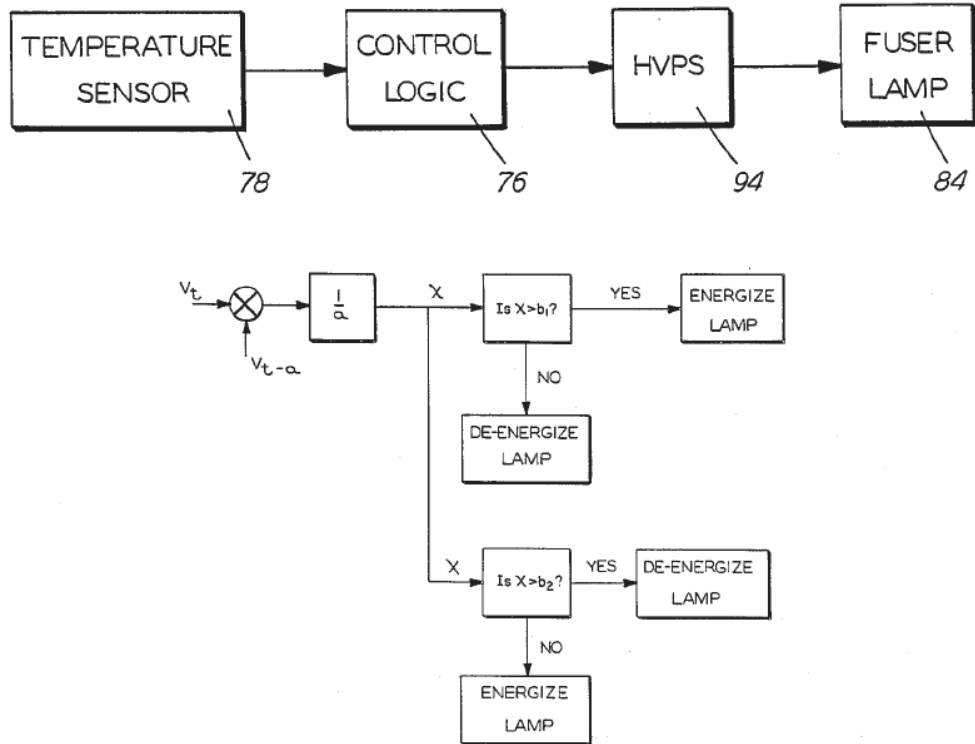 TEMPERATURE
SENSOR
CONTROL
LOGIC
HVPS
FUSER
LAMP
78
76
94
84
Vt
Vt-a
1
a
X
Is X>b1?
YES
ENERGIZE
LAMP
NO
DE-ENERGIZE
LAMP
X
Is X>b2?
YES
DE-ENERGIZE
LAMP
NO
ENERGIZE
LAMP